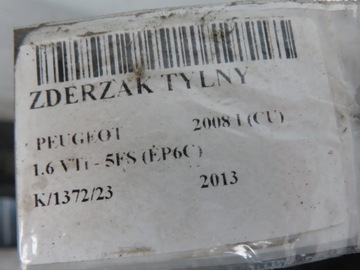 ZDERZAK TYLNY
PEUGEOT 2008 I (CU)
1.6 VTi - 5FS (EP6C)
K/1372/23 2013